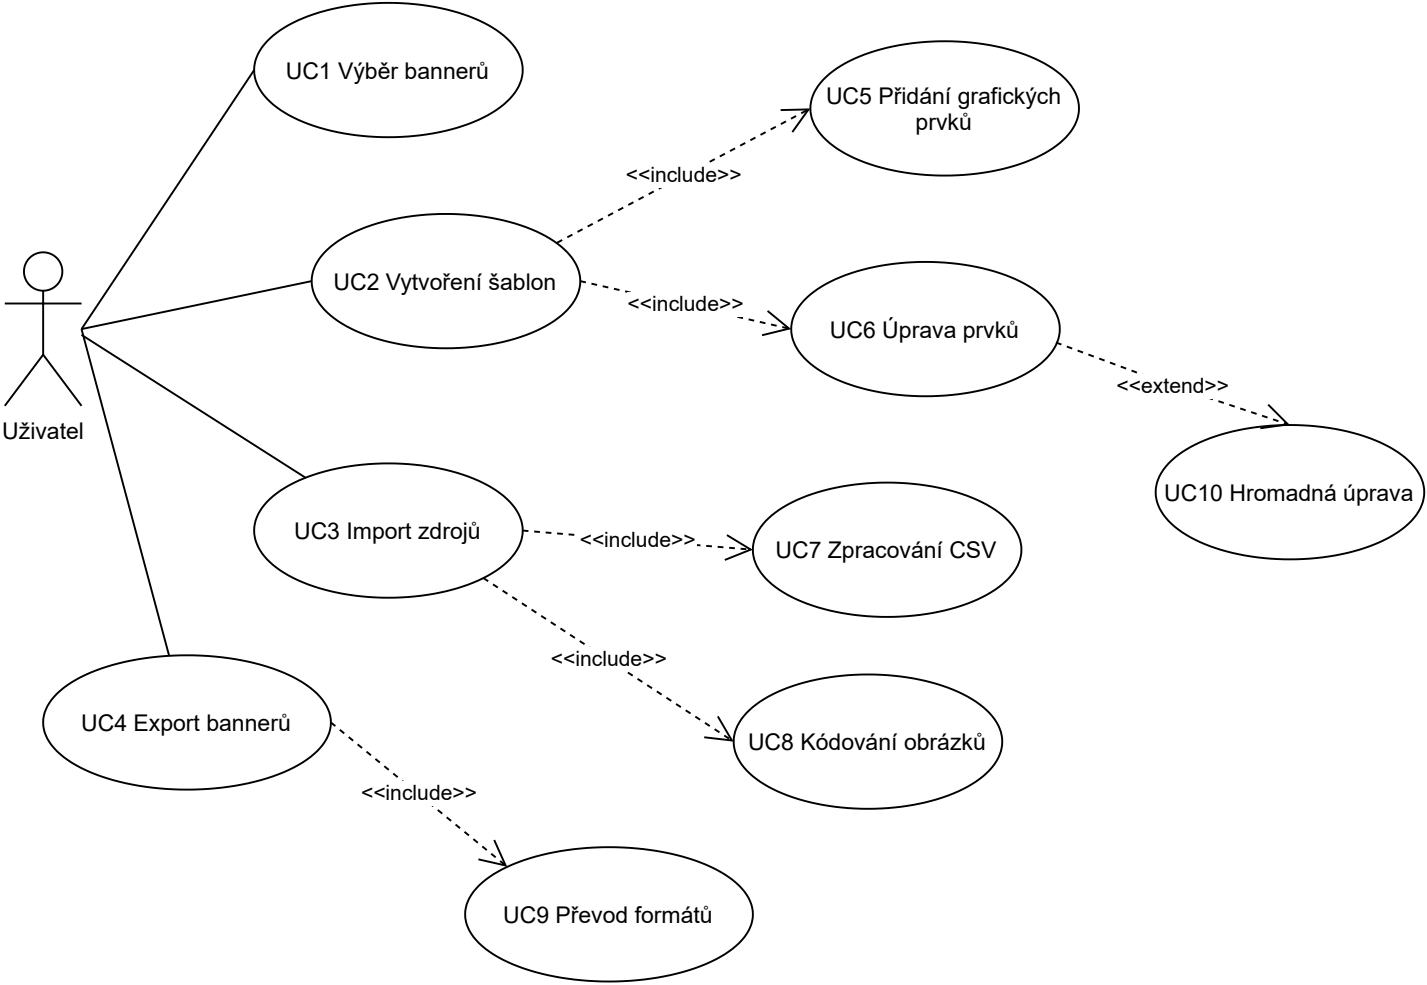 UC1 Výběr bannerů
UC5 Přidání grafických
prvků
<<include>>
UC2 Vytvoření šablon
<<include>>
UC6 Úprava prvků
<<extend>>
Uživatel
UC10 Hromadná úprava
UC3 Import zdrojů
<<include>>
UC7 Zpracování CSV
<<include>>
UC4 Export bannerů
UC8 Kódování obrázků
<<include>>
UC9 Převod formátů